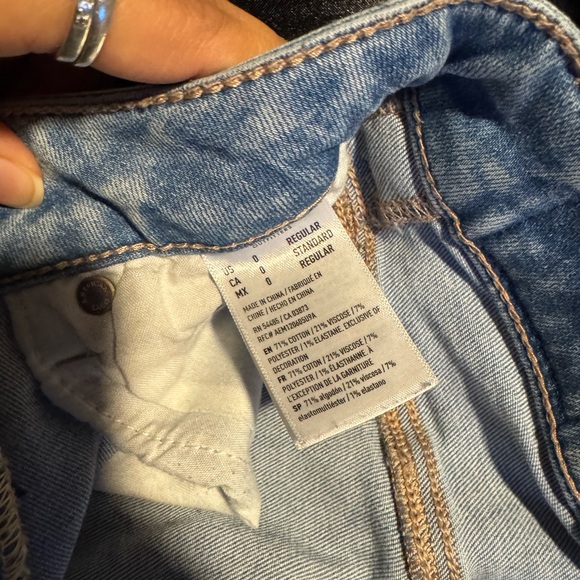 US 0 REGULAR
CA 0 STANDARD
MX 0 REGULAR
MADE IN CHINA / FABRIQUÉ EN
CHINE / HECHO EN CHINA
RN 54485 / CA 03873
EN 71% COTTON / 21% VISCOSE / 7%
POLYESTER / 1% ELASTANE. EXCLUSIVE OF
DECORATION
FR 71% COTON / 21% VISCOSE / 7%
POLYESTER / 1% ÉLASTHANNE. À
L'EXCEPTION DE LA GARNITURE
SP 71% algodón / 21% viscosa / 7%
elastomultiéster / 1% elastano